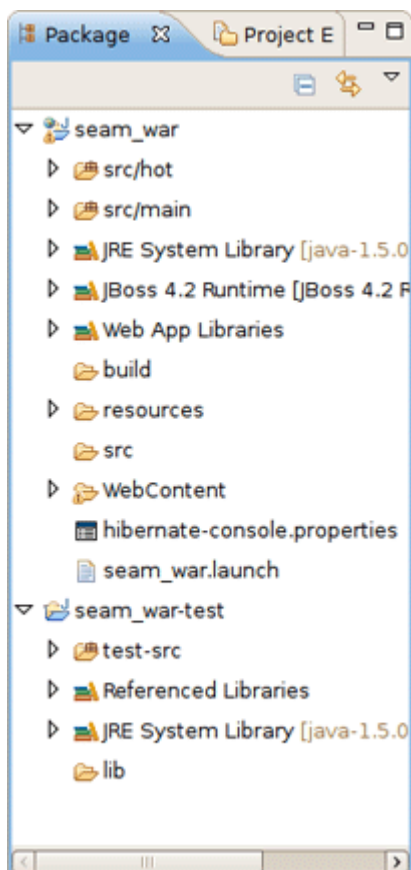 Package Project E
seam_war
src/hot
src/main
JRE System Library [java-1.5.0
JBoss 4.2 Runtime [JBoss 4.2 R
Web App Libraries
build
resources
src
WebContent
hibernate-console.properties
seam_war.launch
seam_war-test
test-src
Referenced Libraries
JRE System Library [java-1.5.0
lib